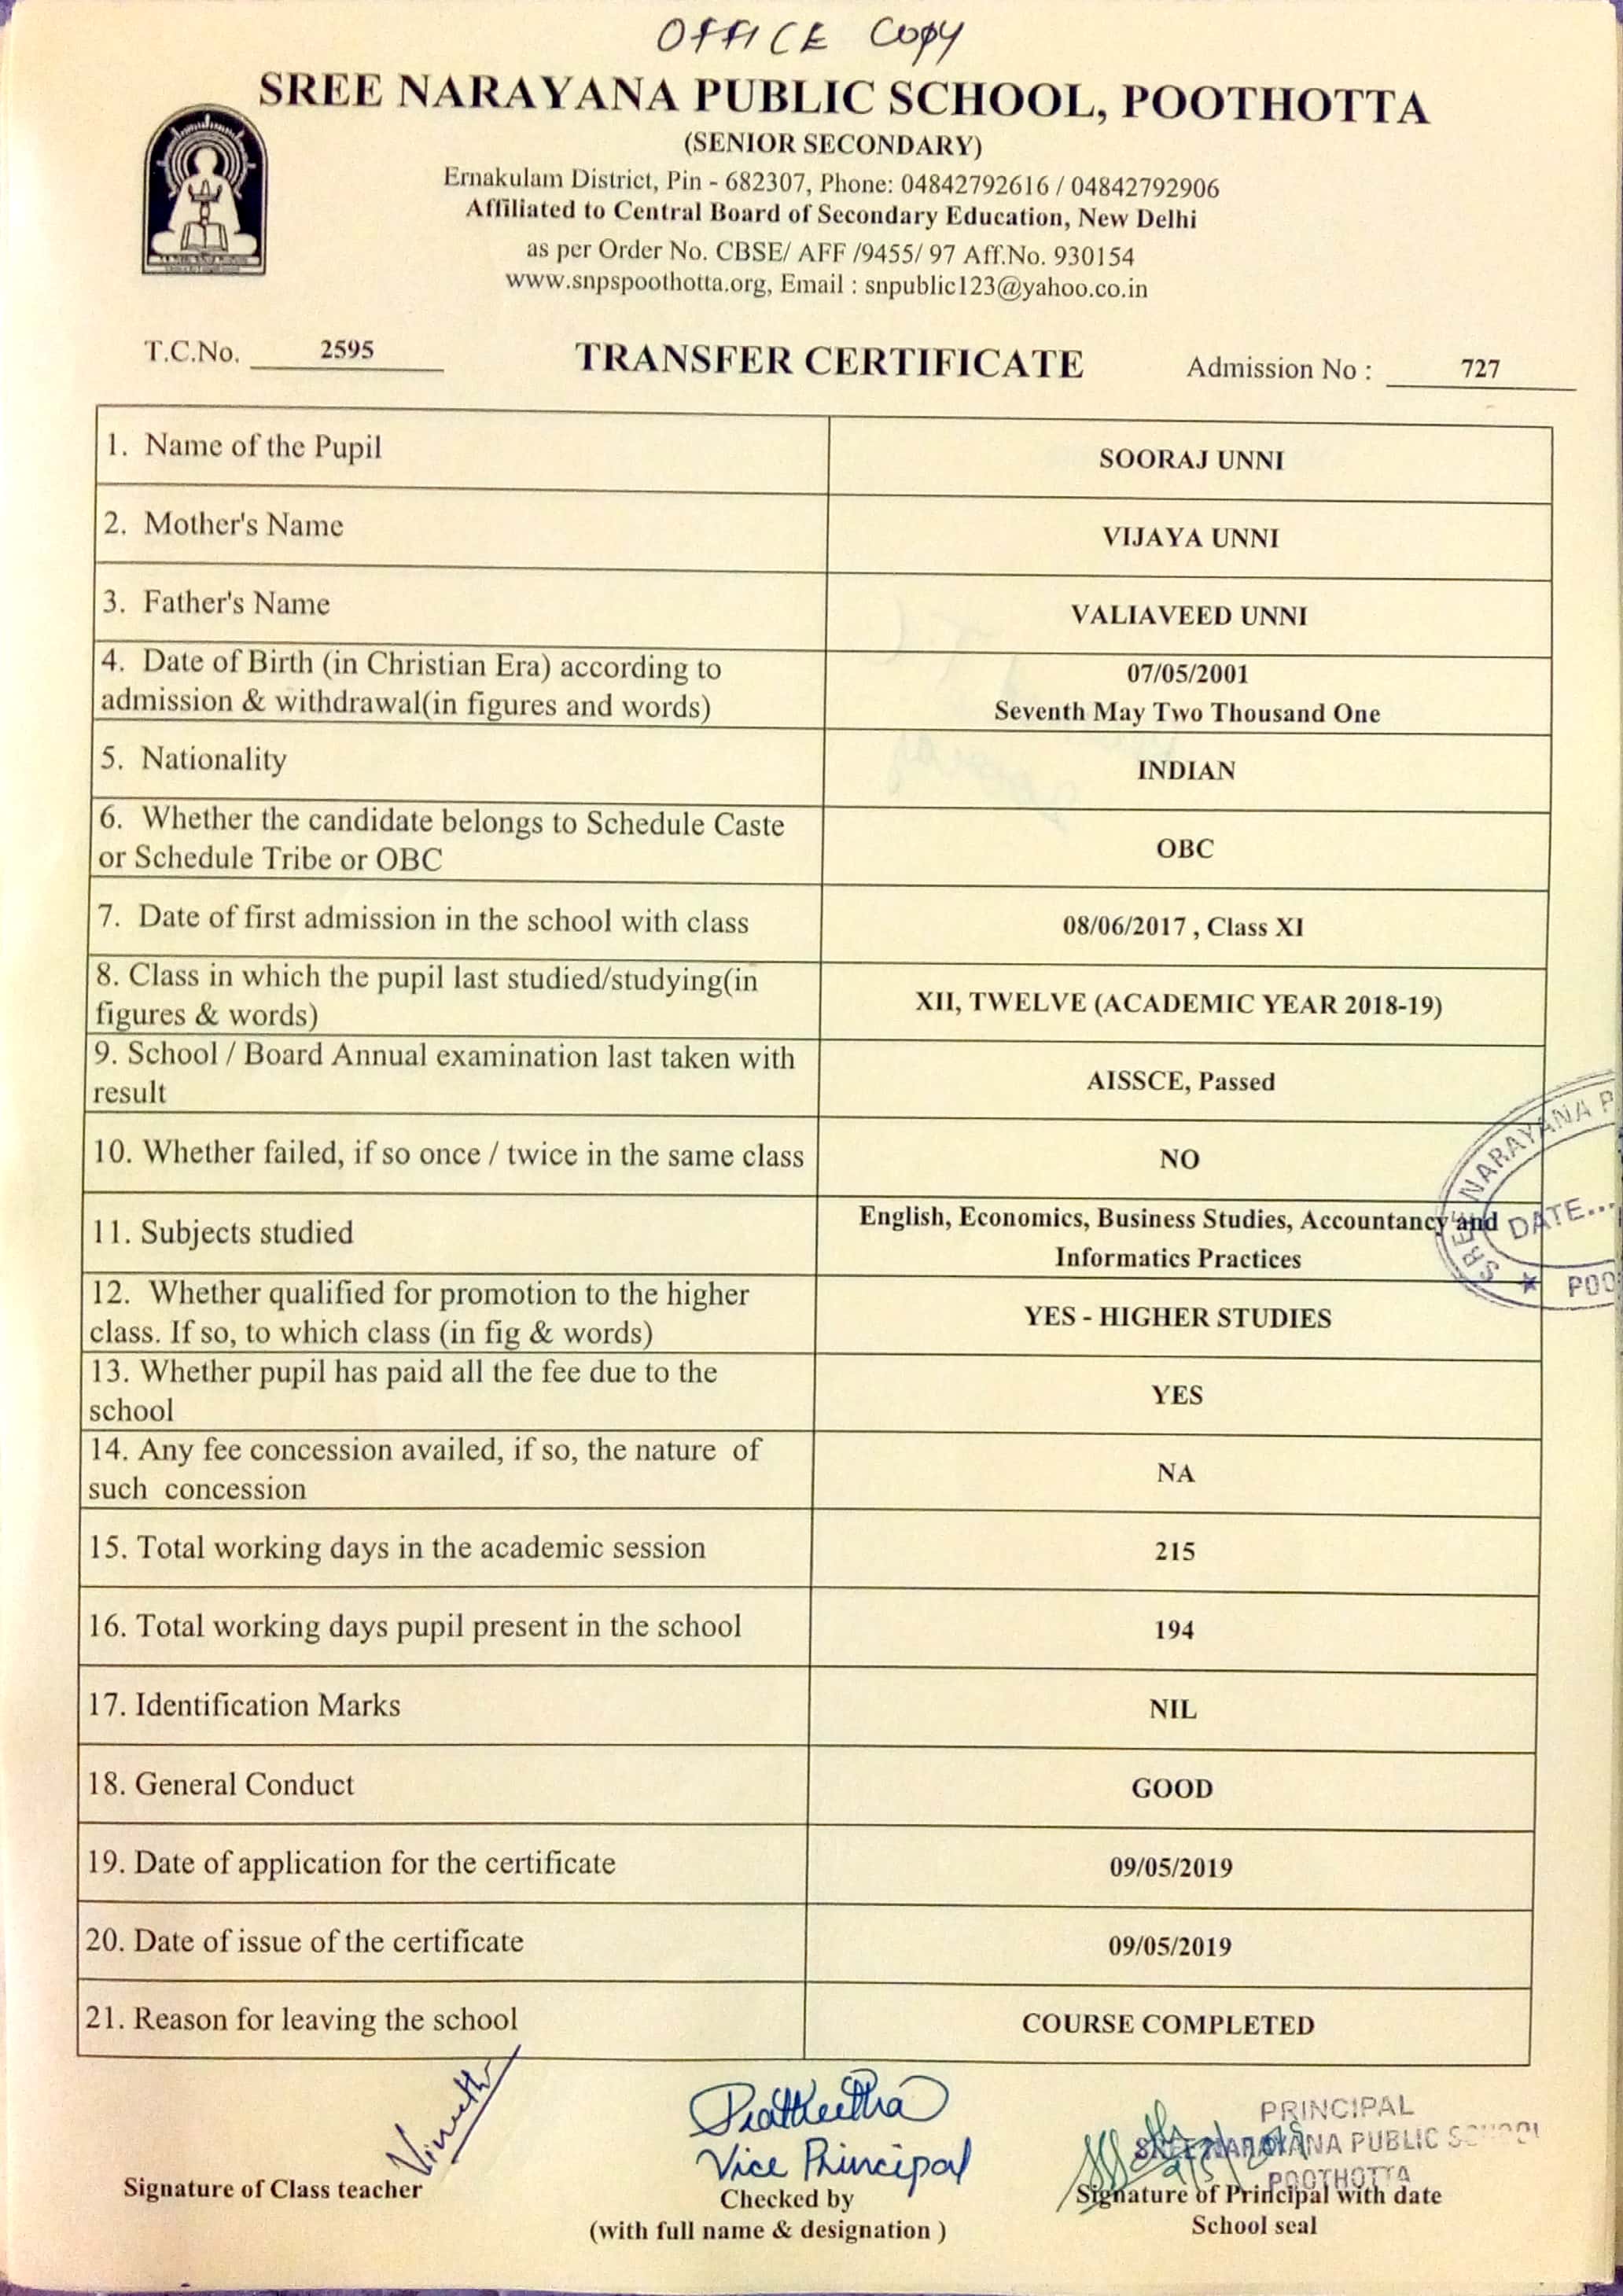 OFFICE Copy
SREE NARAYANA PUBLIC SCHOOL, POOTHOTTA
(SENIOR SECONDARY)
Ernakulam District, Pin - 682307, Phone: 04842792616 / 04842792906
Affiliated to Central Board of Secondary Education, New Delhi
as per Order No. CBSE/ AFF /9455/ 97 Aff.No. 930154
www.snpspoothotta.org, Email : snpublic123@yahoo.co.in
T.C.No. 2595 TRANSFER CERTIFICATE Admission No : 727
1. Name of the Pupil SOORAJ UNNI
2. Mother's Name VIJAYA UNNI
3. Father's Name VALIAVEED UNNI
4. Date of Birth (in Christian Era) according to 07/05/2001
admission & withdrawal(in figures and words) Seventh May Two Thousand One
5. Nationality INDIAN
6. Whether the candidate belongs to Schedule Caste
or Schedule Tribe or OBC OBC
7. Date of first admission in the school with class 08/06/2017 , Class XI
8. Class in which the pupil last studied/studying(in
figures & words) XII, TWELVE (ACADEMIC YEAR 2018-19)
9. School / Board Annual examination last taken with
result AISSCE, Passed
10. Whether failed, if so once / twice in the same class NO
11. Subjects studied English, Economics, Business Studies, Accountancy and
Informatics Practices
SREE NARAYANA P
DATE...
POO
12. Whether qualified for promotion to the higher
class. If so, to which class (in fig & words) YES - HIGHER STUDIES
13. Whether pupil has paid all the fee due to the
school YES
14. Any fee concession availed, if so, the nature of
such concession NA
15. Total working days in the academic session 215
16. Total working days pupil present in the school 194
17. Identification Marks NIL
18. General Conduct GOOD
19. Date of application for the certificate 09/05/2019
20. Date of issue of the certificate 09/05/2019
21. Reason for leaving the school COURSE COMPLETED
PRINCIPAL
SREE NARAYANA PUBLIC SCHOOL
POOTHOTTA
Vice Principal
Signature of Class teacher Checked by Signature of Principal with date
(with full name & designation ) School seal